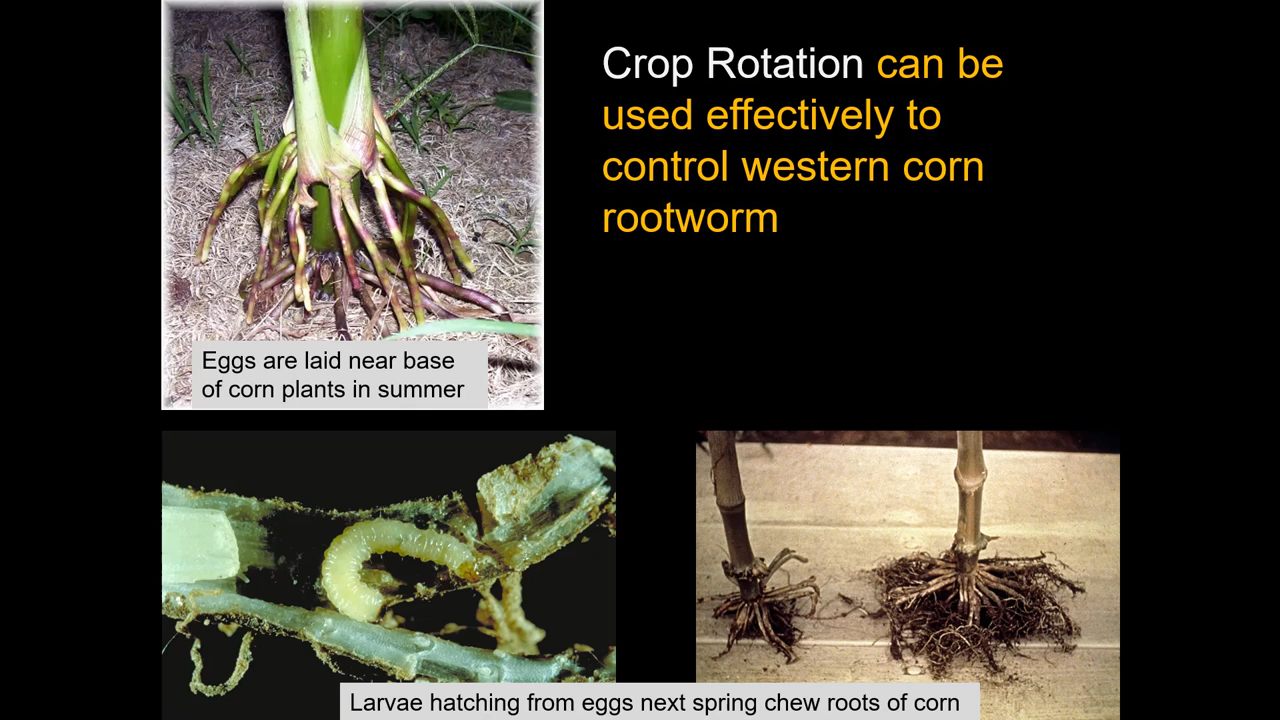 Crop Rotation can be
used effectively to
control western corn
rootworm
Eggs are laid near base
of corn plants in summer
Larvae hatching from eggs next spring chew roots of corn